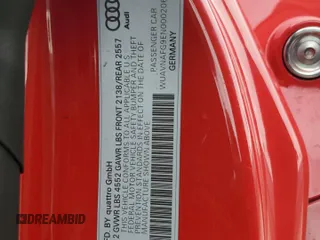 Audi
MFD. BY quattro GmbH
2 GVWR LBS 4552 GAWR LBS FRONT 2138/REAR 2557
THIS VEHICLE CONFORMS TO ALL APPLICABLE U.S.
FEDERAL MOTOR VEHICLE SAFETY BUMPER AND THEFT
PREVENTION STANDARDS IN EFFECT ON THE DATE OF
MANUFACTURE SHOWN ABOVE.
WUAVNAFG9EN000206
PASSENGER CAR
DREAMBID